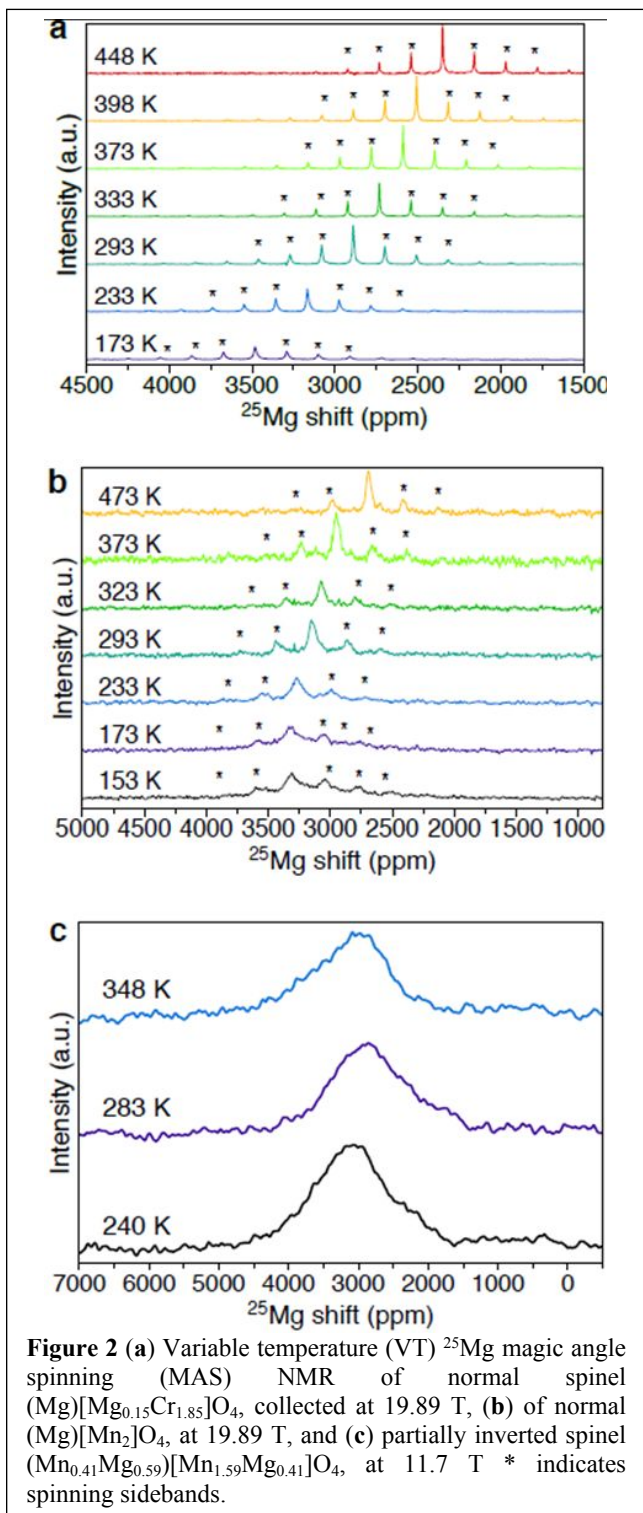 a
448 K
398 K
373 K
333 K
293 K
233 K
173 K
Intensity (a.u.)
4500 4000 3500 3000 2500 2000 1500
²⁵Mg shift (ppm)
b
473 K
373 K
323 K
293 K
233 K
173 K
153 K
Intensity (a.u.)
5000 4500 4000 3500 3000 2500 2000 1500 1000
²⁵Mg shift (ppm)
c
348 K
283 K
240 K
Intensity (a.u.)
7000 6000 5000 4000 3000 2000 1000 0
²⁵Mg shift (ppm)
Figure 2 (a) Variable temperature (VT) ²⁵Mg magic angle
spinning (MAS) NMR of normal spinel
(Mg)[Mg₀.₁₅Cr₁.₈₅]O₄, collected at 19.89 T, (b) of normal
(Mg)[Mn₂]O₄, at 19.89 T, and (c) partially inverted spinel
(Mn₀.₄₁Mg₀.₅₉)[Mn₁.₅₉Mg₀.₄₁]O₄, at 11.7 T * indicates
spinning sidebands.